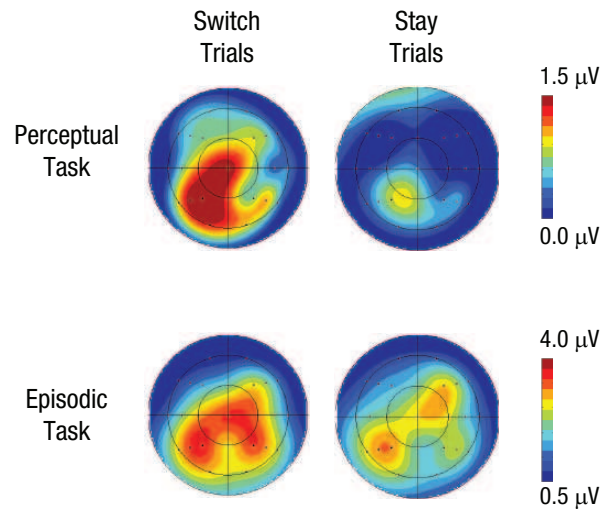 Switch
Trials
Stay
Trials
Perceptual
Task
1.5 μV
0.0 μV
Episodic
Task
4.0 μV
0.5 μV